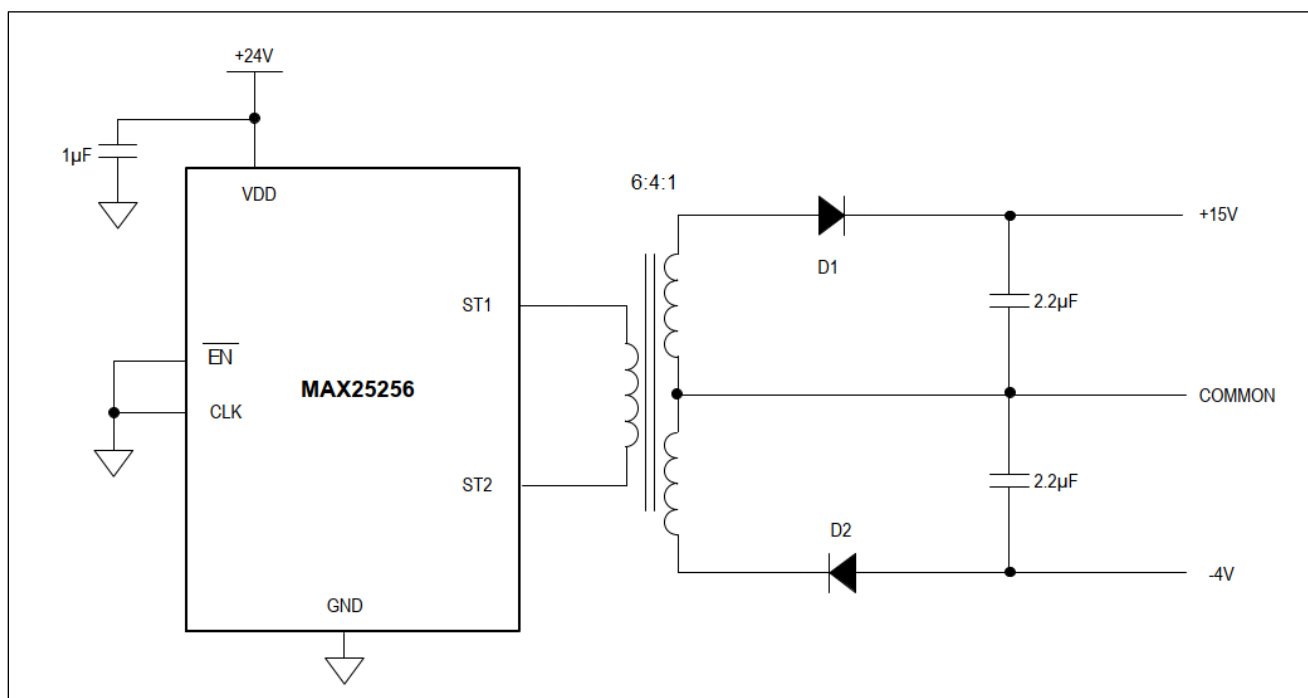 +24V
1µF
VDD
6:4:1
+15V
D1
ST1
2.2µF
EN
MAX25256
CLK
COMMON
ST2
2.2µF
D2
-4V
GND